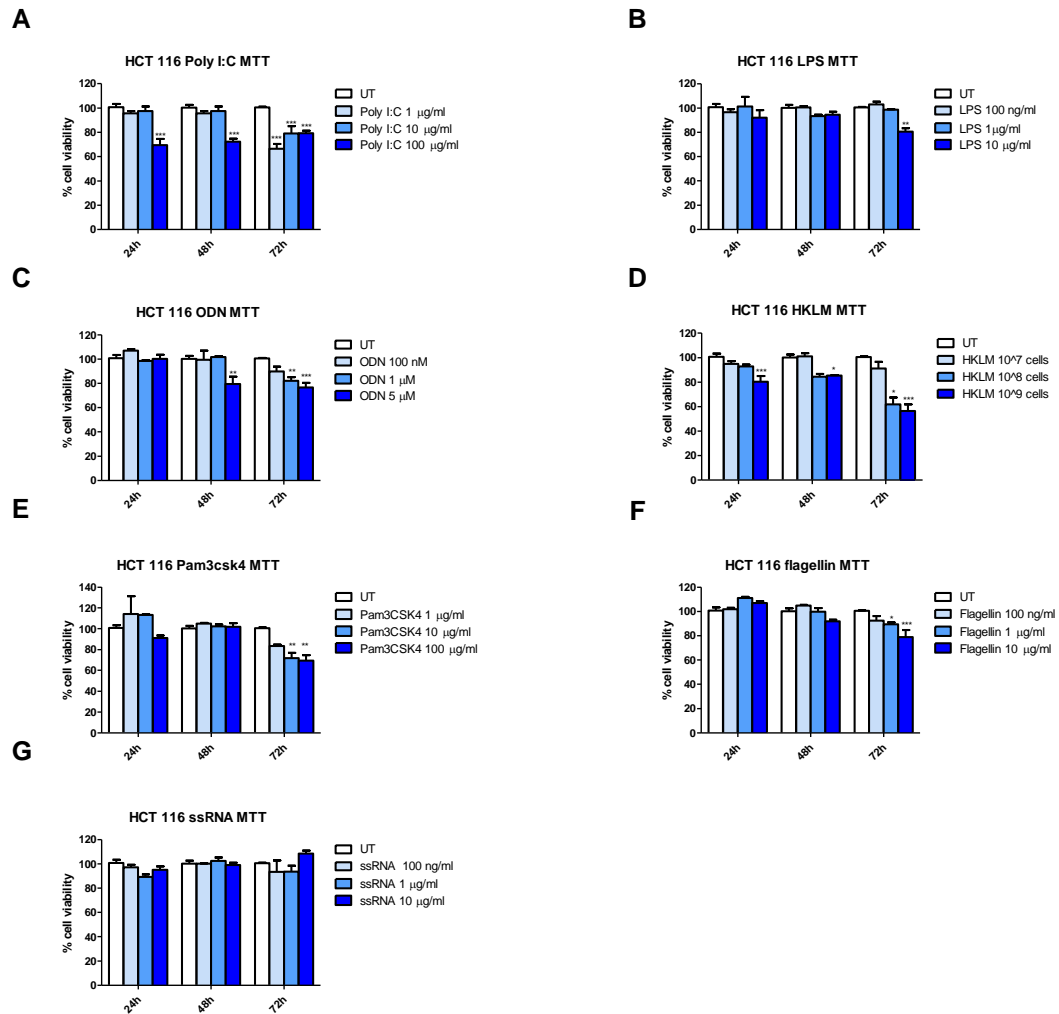 A
HCT 116 Poly I:C MTT
% cell viability
120
100
80
60
40
20
0
***
***
***
***
***
24h
48h
72h
UT
Poly I:C 1 μg/ml
Poly I:C 10 μg/ml
Poly I:C 100 μg/ml
B
HCT 116 LPS MTT
% cell viability
120
100
80
60
40
20
0
**
24h
48h
72h
UT
LPS 100 ng/ml
LPS 1μg/ml
LPS 10 μg/ml
C
HCT 116 ODN MTT
% cell viability
120
100
80
60
40
20
0
**
**
***
24h
48h
72h
UT
ODN 100 nM
ODN 1 μM
ODN 5 μM
D
HCT 116 HKLM MTT
% cell viability
120
100
80
60
40
20
0
***
*
*
***
24h
48h
72h
UT
HKLM 10^7 cells
HKLM 10^8 cells
HKLM 10^9 cells
E
HCT 116 Pam3csk4 MTT
% cell viability
140
120
100
80
60
40
20
0
**
**
24h
48h
72h
UT
Pam3CSK4 1 μg/ml
Pam3CSK4 10 μg/ml
Pam3CSK4 100 μg/ml
F
HCT 116 flagellin MTT
% cell viability
120
100
80
60
40
20
0
*
***
24h
48h
72h
UT
Flagellin 100 ng/ml
Flagellin 1 μg/ml
Flagellin 10 μg/ml
G
HCT 116 ssRNA MTT
% cell viability
120
100
80
60
40
20
0
24h
48h
72h
UT
ssRNA 100 ng/ml
ssRNA 1 μg/ml
ssRNA 10 μg/ml